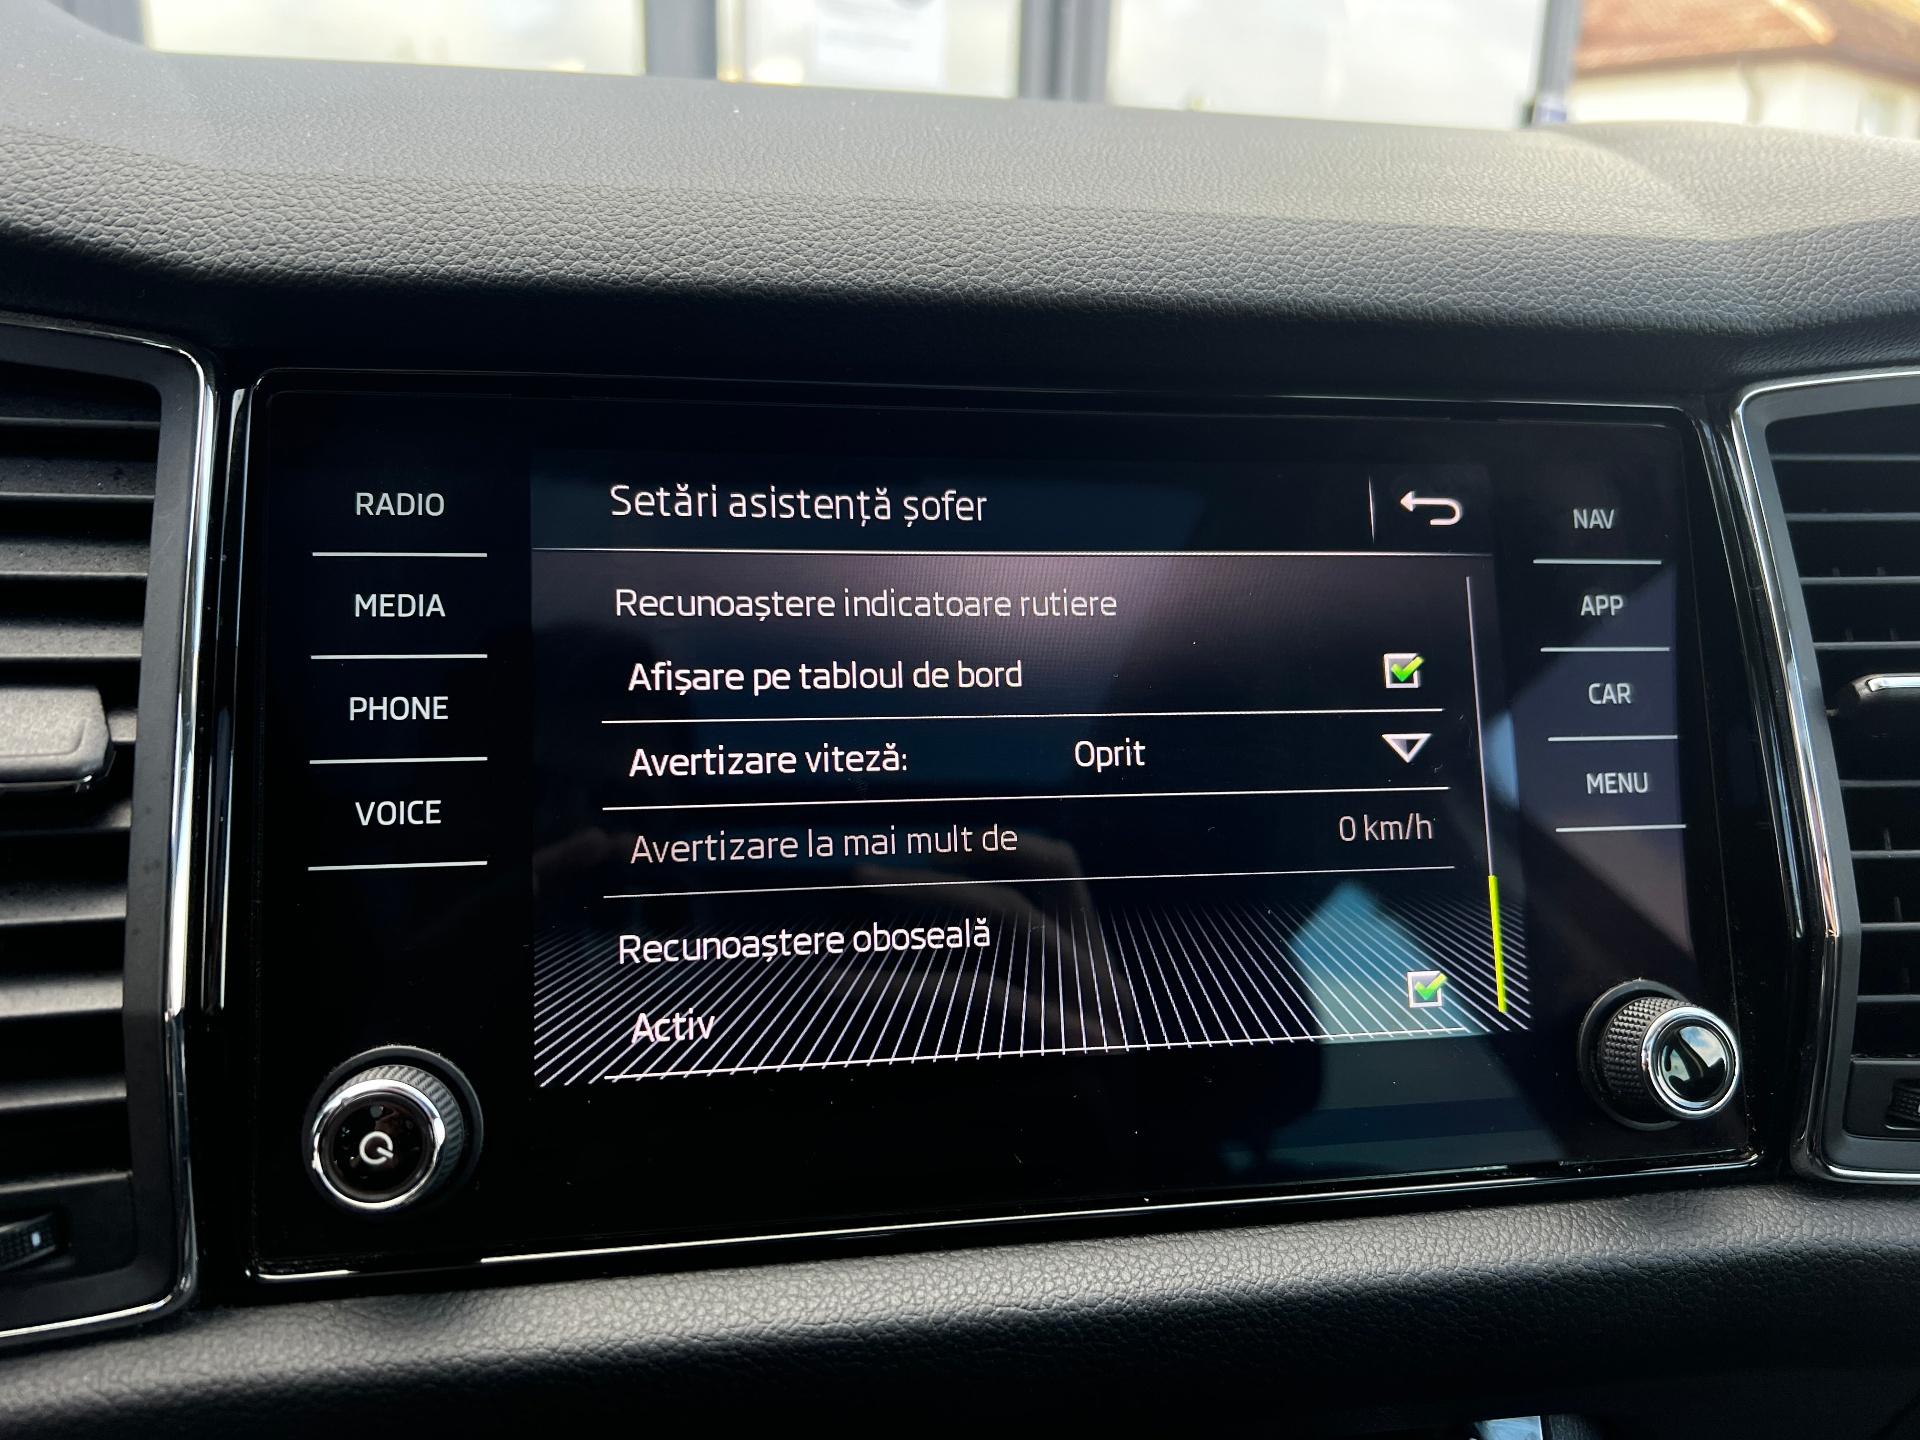 RADIO
MEDIA
PHONE
VOICE
Setări asistență șofer
Recunoaștere indicatoare rutiere
Afișare pe tabloul de bord
Avertizare viteză: Oprit
Avertizare la mai mult de 0 km/h
Recunoaștere oboseală
Activ
NAV
APP
CAR
MENU